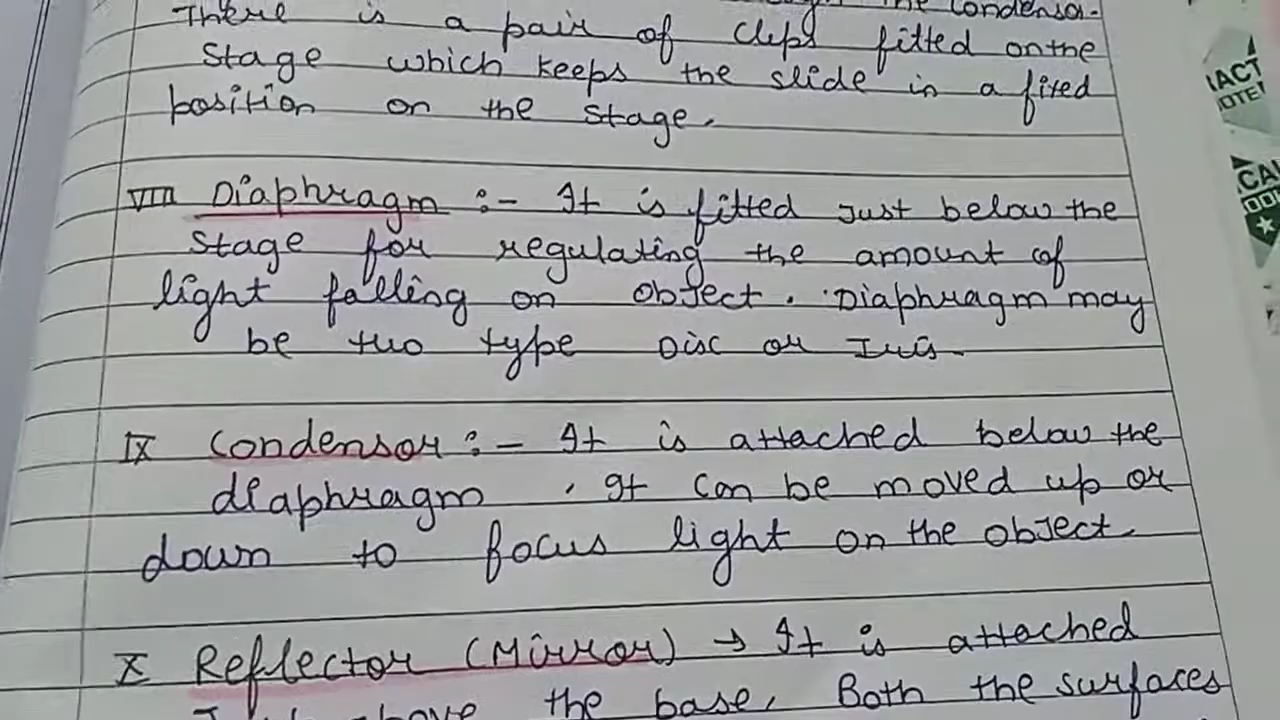 the Condensor-
There is a pair of clips fitted on the
stage which keeps the slide in a fixed
position on the stage.
VIII Diaphragm :- It is fitted Just below the
stage for regulating the amount of
light falling on object. Diaphragm may
be two type Disc or Iris.
IX Condensor :- It is attached below the
diaphragm . It can be moved up or
down to focus light on the object.
X Reflector (Mirror) → It is attached
above the base. Both the surfaces